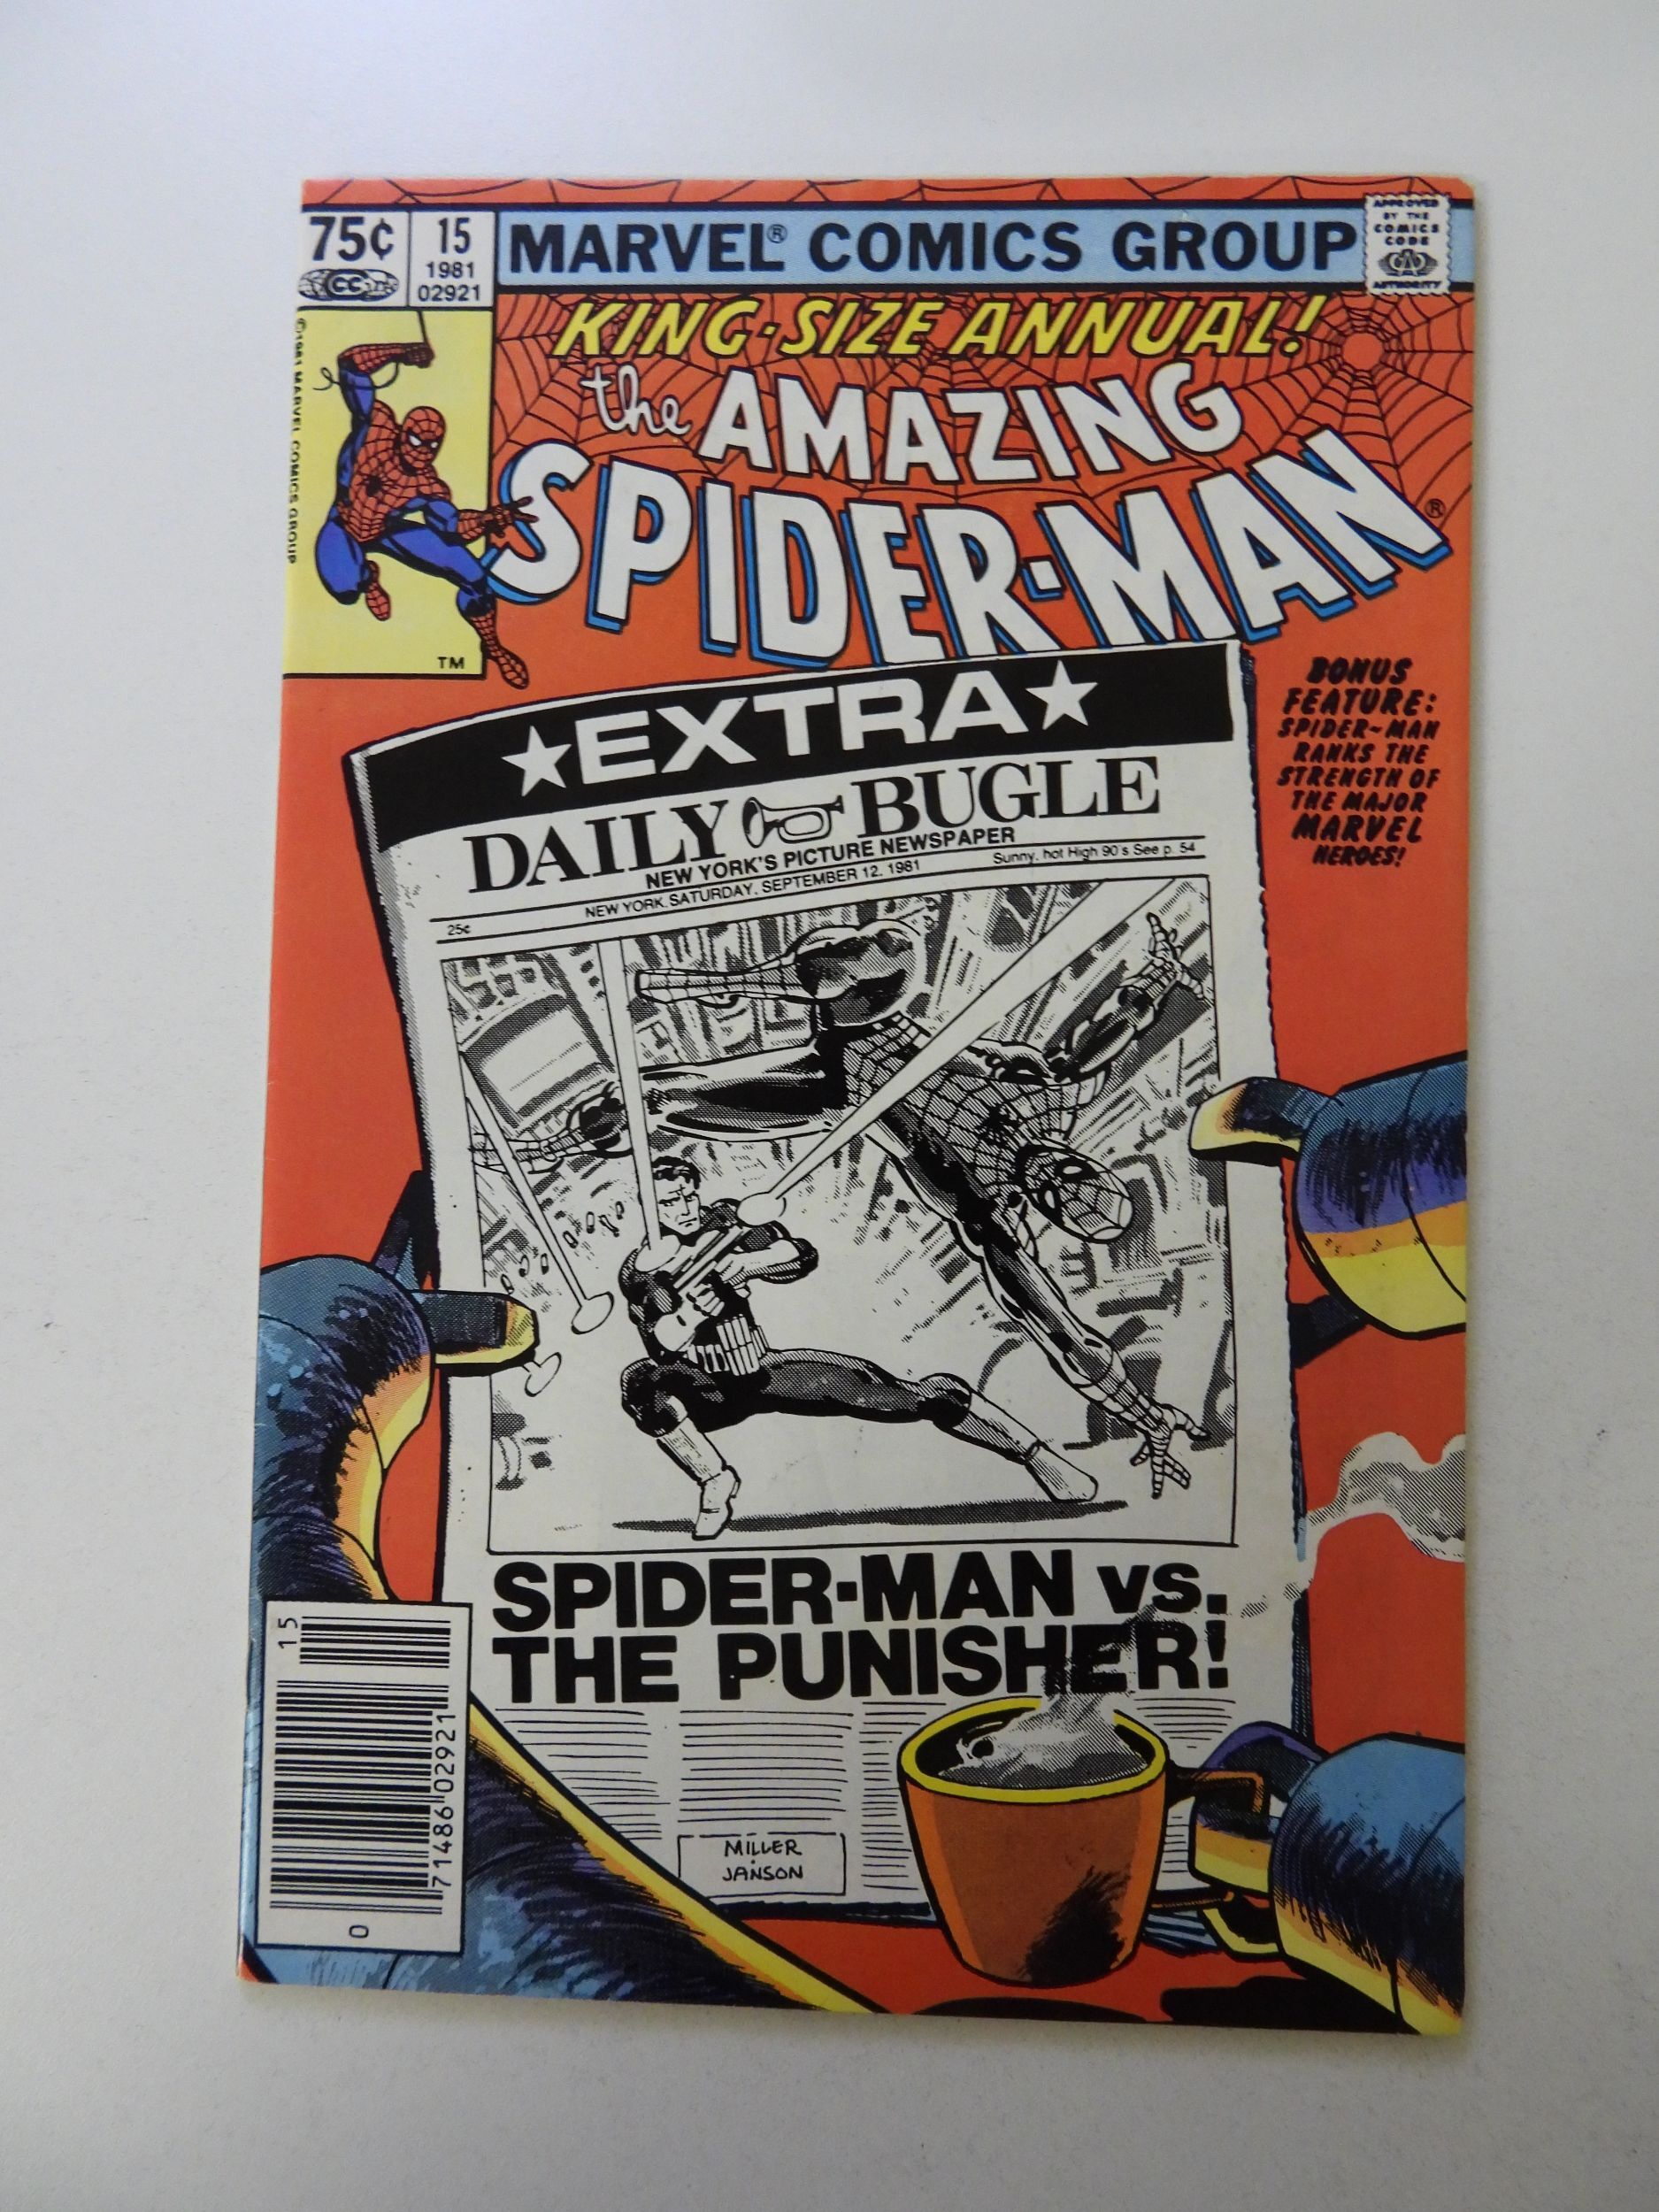 75¢
CC
15
1981
02921
MARVEL® COMICS GROUP
APPROVED
BY THE
COMICS
CODE
CA
AUTHORITY
©1981 MARVEL COMICS GROUP
TM
KING-SIZE ANNUAL!
the AMAZING
SPIDER-MAN®
BONUS
FEATURE:
SPIDER-MAN
RANKS THE
STRENGTH OF
THE MAJOR
MARVEL
HEROES!
★EXTRA★
DAILY BUGLE
NEW YORK'S PICTURE NEWSPAPER
25¢
NEW YORK, SATURDAY, SEPTEMBER 12, 1981
Sunny, hot High 90's See p. 54
SPIDER-MAN vs.
THE PUNISHER!
MILLER
JANSON
15
71486 02921
0